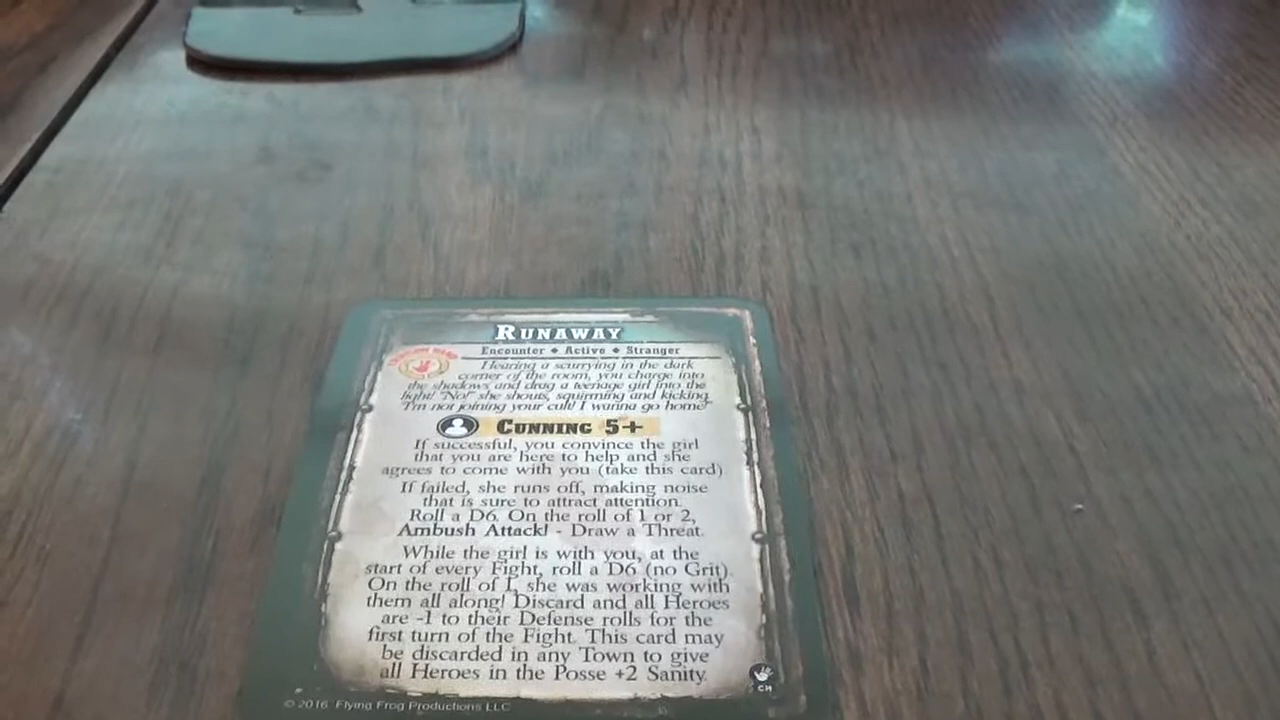 RUNAWAY
Encounter ◆ Active ◆ Stranger
Hearing a scurrying in the dark
corner of the room, you charge into
the shadows and drag a teenage girl into the
light! "No!" she shouts, squirming and kicking.
"I'm not joining your cult! I wanna go home!"
CUNNING 5+
If successful, you convince the girl
that you are here to help and she
agrees to come with you (take this card)
If failed, she runs off, making noise
that is sure to attract attention.
Roll a D6. On the roll of 1 or 2,
Ambush Attack! - Draw a Threat.
While the girl is with you, at the
start of every Fight, roll a D6 (no Grit).
On the roll of 1, she was working with
them all along! Discard and all Heroes
are -1 to their Defense rolls for the
first turn of the Fight. This card may
be discarded in any Town to give
all Heroes in the Posse +2 Sanity.
CM
© 2016 Flying Frog Productions LLC